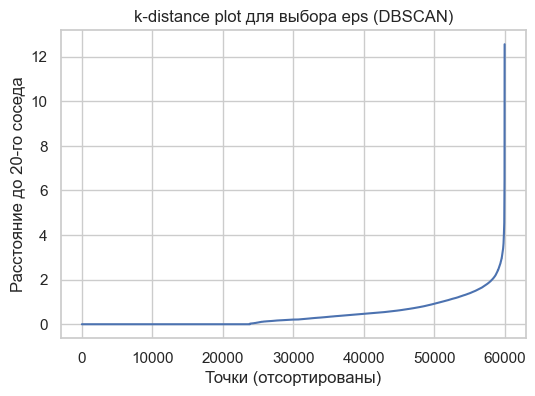 k-distance plot для выбора eps (DBSCAN)
Расстояние до 20-го соседа
12
10
8
6
4
2
0
0 10000 20000 30000 40000 50000 60000
Точки (отсортированы)